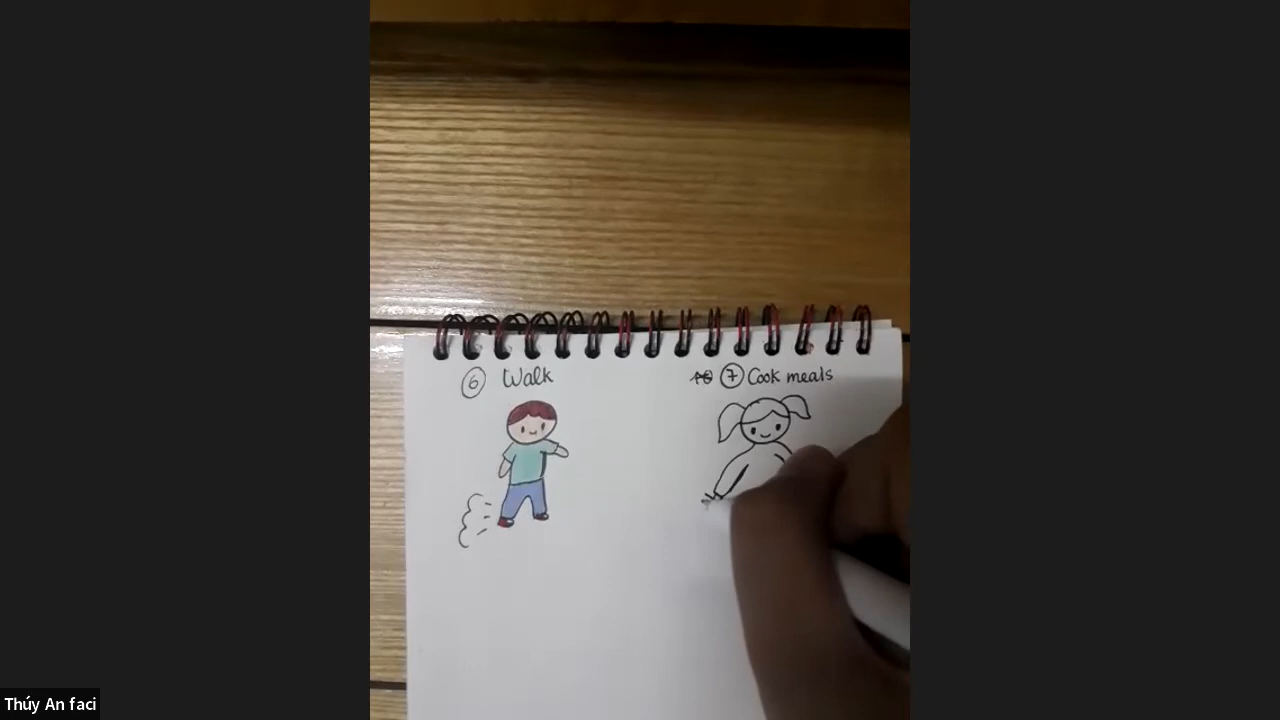 ⑥ Walk
⑦ Cook meals
Thúy An faci